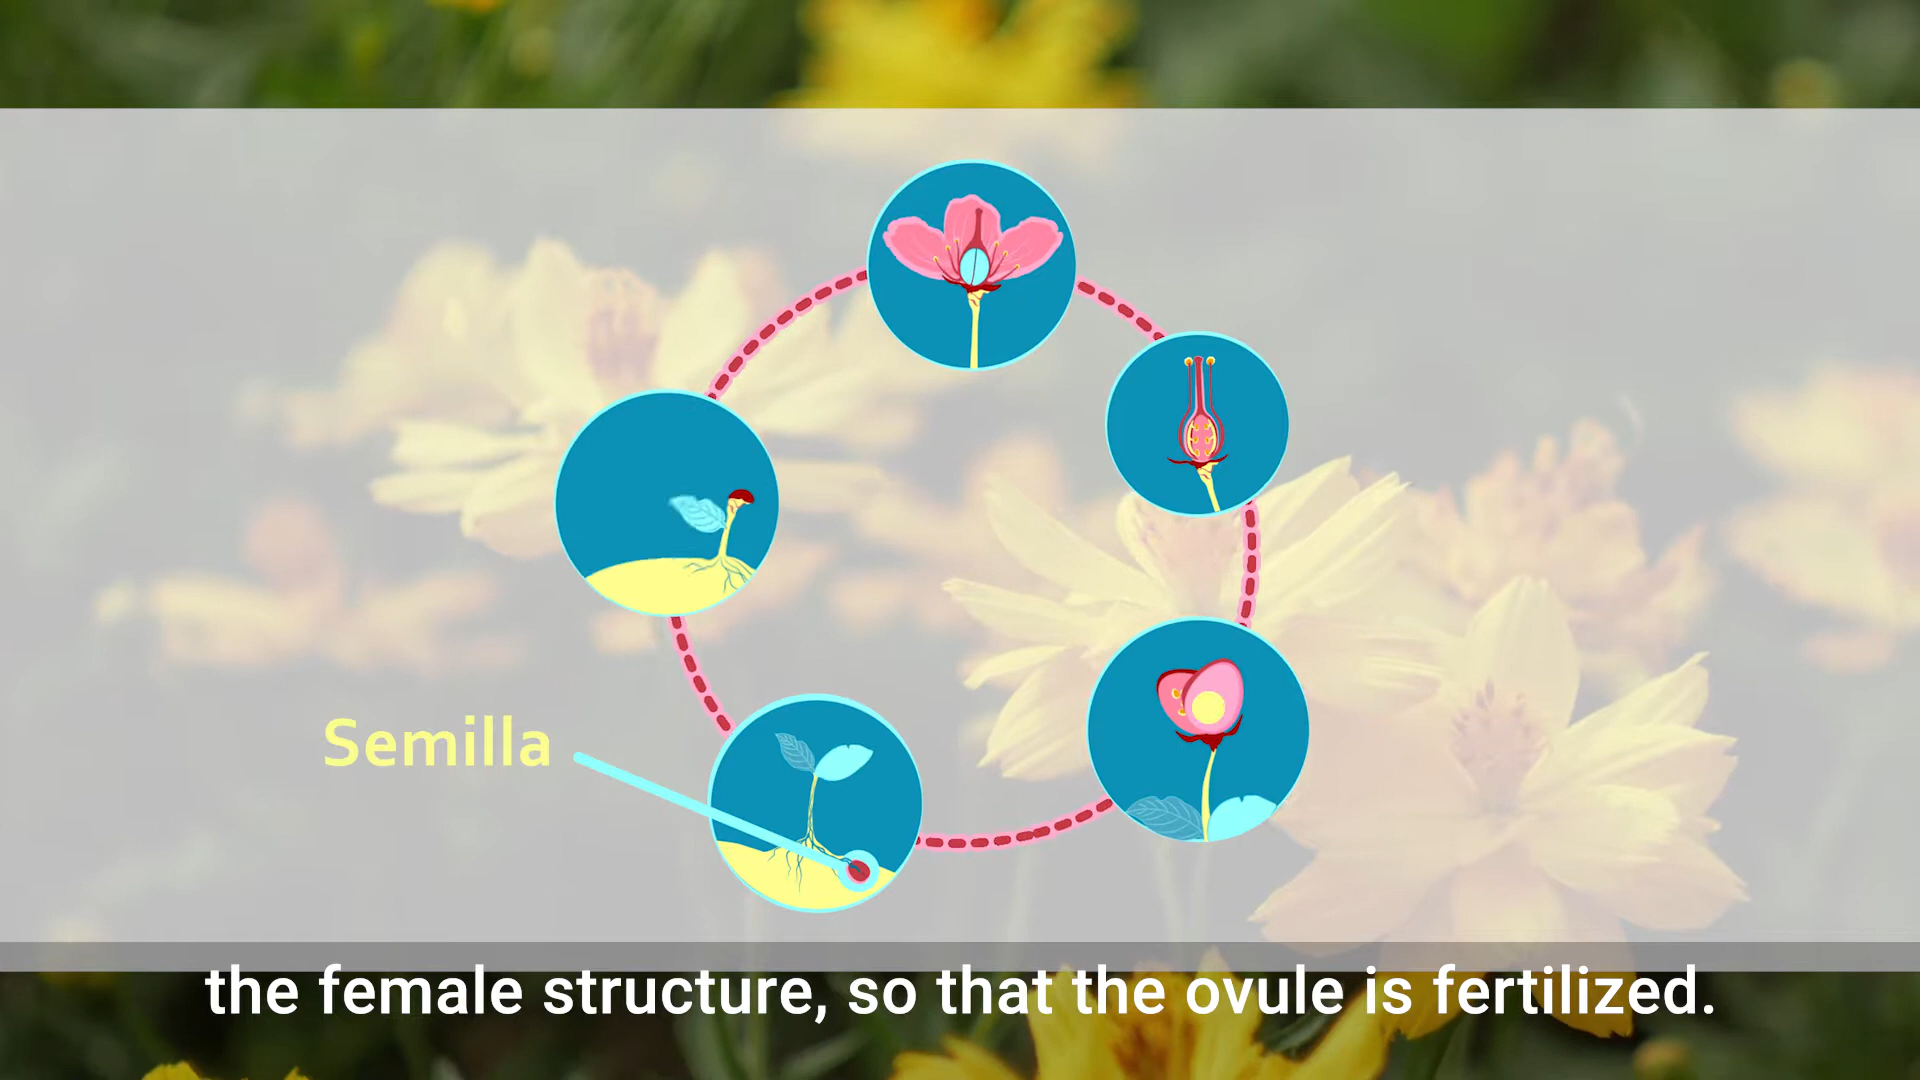 Semilla
the female structure, so that the ovule is fertilized.